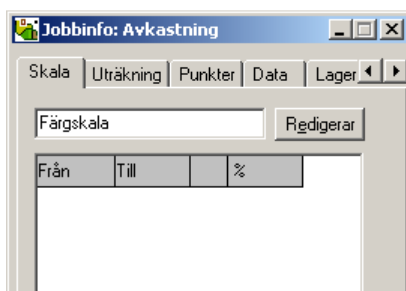 Jobbinfo: Avkastning
Skala Uträkning Punkter Data Lager
Färgskala Redigerar
Från Till %